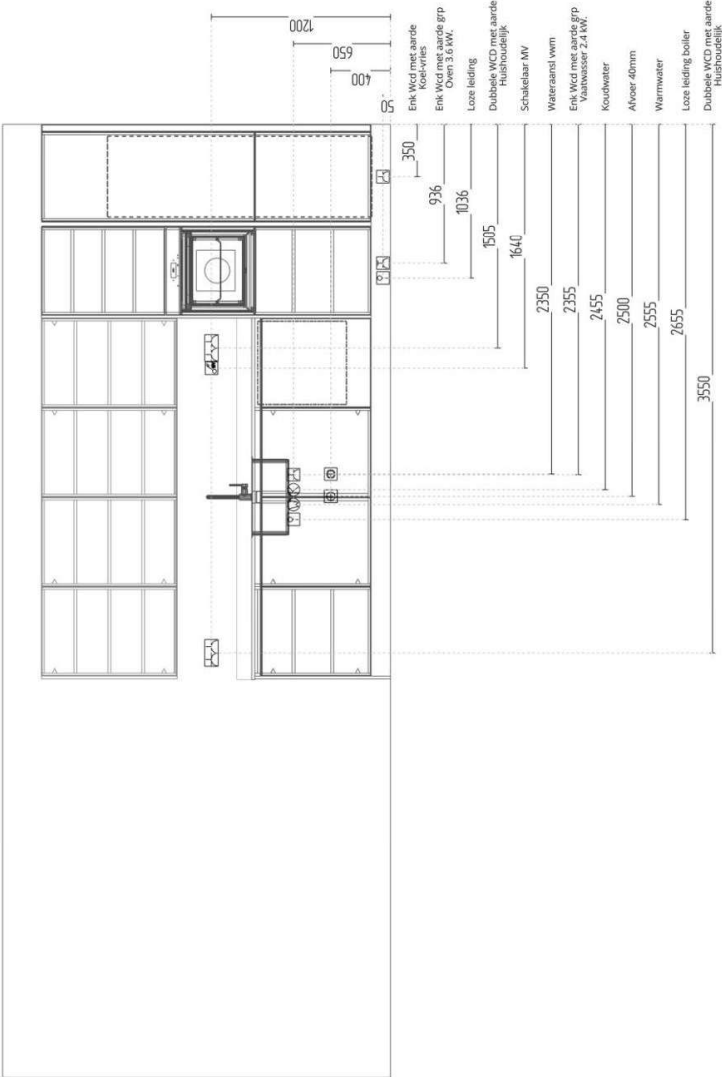 1200
650
400
50
Enk Wcd met aarde
Koel-vries
350
Enk Wcd met aarde grp
Oven 3.6 kW.
936
Loze leiding
1036
Dubbele WCD met aarde
Huishoudelijk
1505
Schakelaar MV
1640
Wateraansl vwm
2350
Enk Wcd met aarde grp
Vaatwasser 2.4 kW.
2355
Koudwater
2455
Afvoer 40mm
2500
Warmwater
2555
Loze leiding boiler
2655
Dubbele WCD met aarde
Huishoudelijk
3550